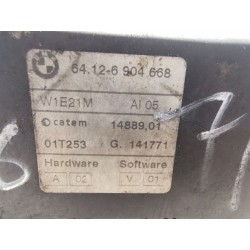 64.12-6 904 668
W1E21M AI 05
catem 14889,01
01T253 G. 141771
Hardware Software
A 02 V 01